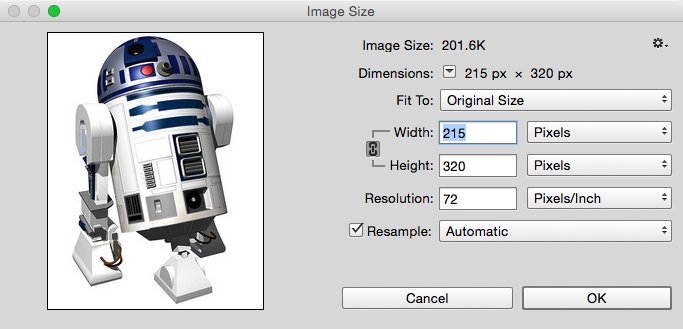 Image Size
Image Size: 201.6K
Dimensions: 215 px × 320 px
Fit To: Original Size
Width: 215 Pixels
Height: 320 Pixels
Resolution: 72 Pixels/Inch
Resample: Automatic
Cancel OK